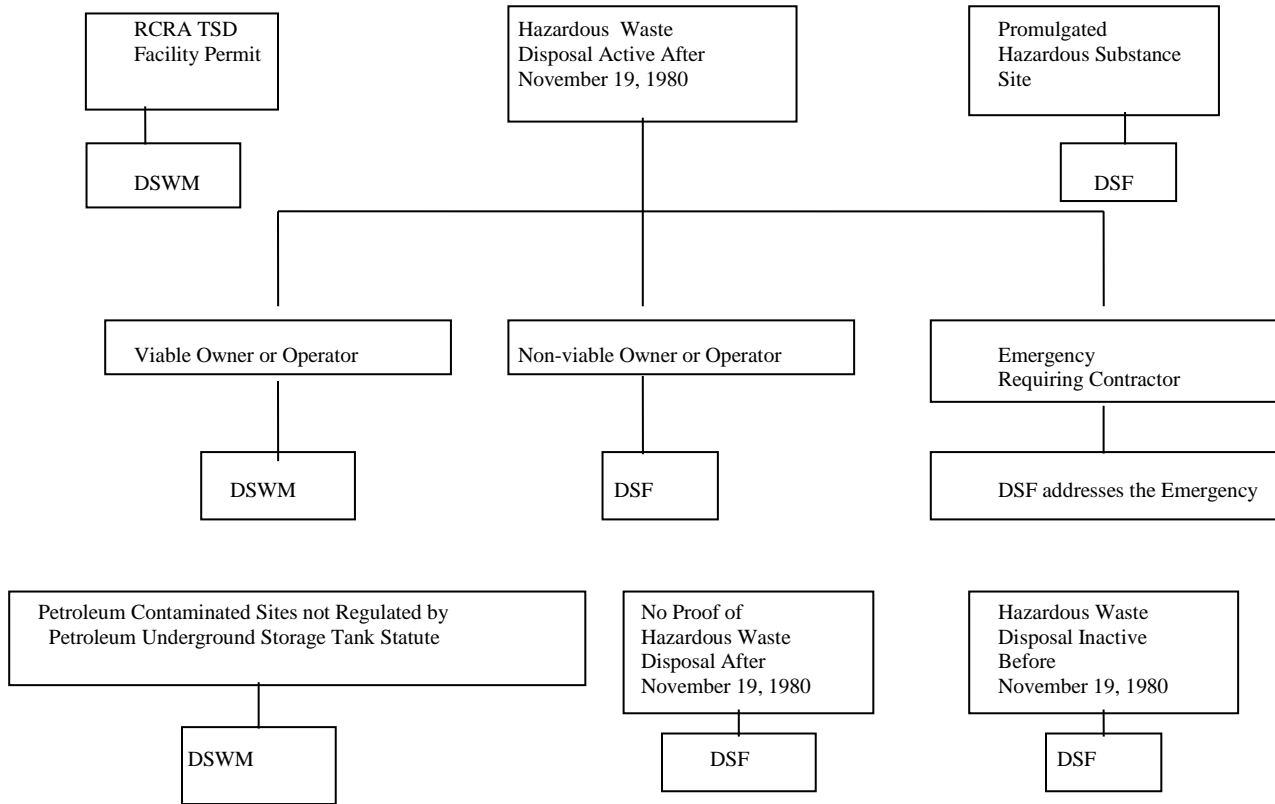 RCRA TSD
Facility Permit
Hazardous Waste
Disposal Active After
November 19, 1980
Promulgated
Hazardous Substance
Site
DSWM
DSF
Viable Owner or Operator
Non-viable Owner or Operator
Emergency
Requiring Contractor
DSWM
DSF
DSF addresses the Emergency
Petroleum Contaminated Sites not Regulated by
Petroleum Underground Storage Tank Statute
No Proof of
Hazardous Waste
Disposal After
November 19, 1980
Hazardous Waste
Disposal Inactive
Before
November 19, 1980
DSWM
DSF
DSF